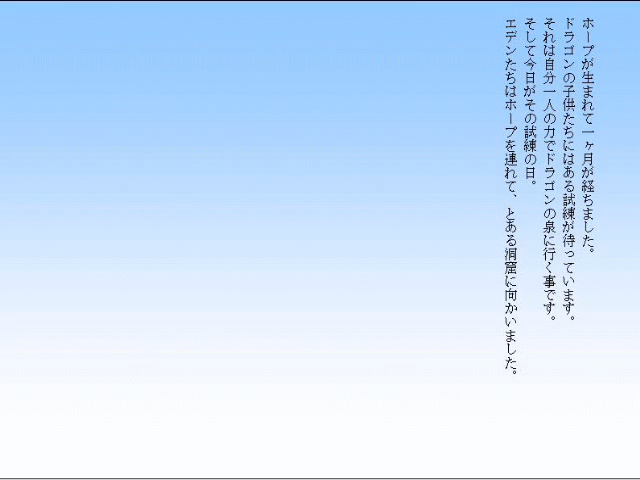 ホープが生まれて一ヶ月が経ちました。
ドラゴンの子供たちにはある試練が待っています。
それは自分一人の力でドラゴンの泉に行く事です。
そして今日がその試練の日。
エデンたちはホープを連れて、とある洞窟に向かいました。